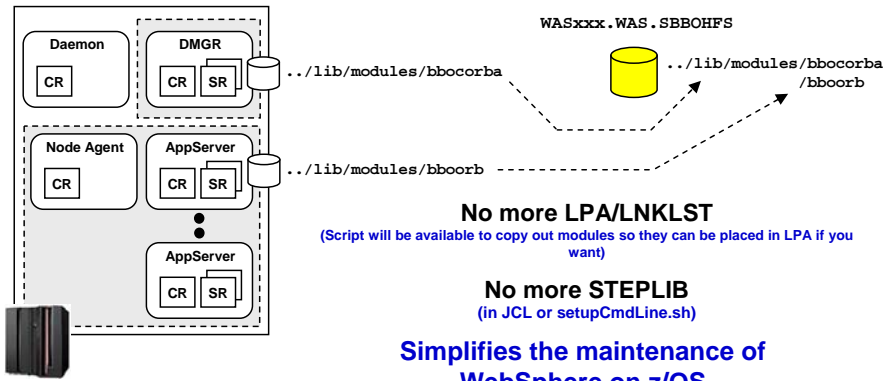 WASxxx.WAS.SBBOHFS
Daemon
CR
DMGR
CR SR
../lib/modules/bbocorba
../lib/modules/bbocorba
/bboorb
Node Agent
CR
AppServer
CR SR
../lib/modules/bboorb
AppServer
CR SR
No more LPA/LNKLST
(Script will be available to copy out modules so they can be placed in LPA if you
want)
No more STEPLIB
(in JCL or setupCmdLine.sh)
Simplifies the maintenance of
WebSphere on z/OS